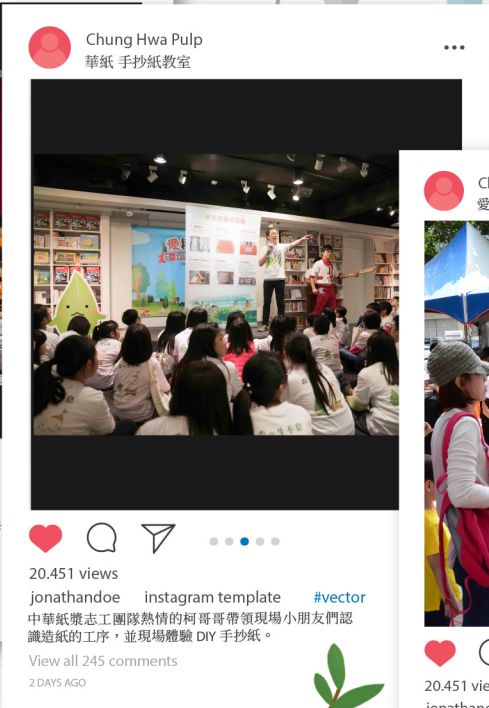 Chung Hwa Pulp
華紙 手抄紙教室
20.451 views
jonathandoe instagram template #vector
中華紙漿志工團隊熱情的柯哥哥帶領現場小朋友們認
識造紙的工序，並現場體驗 DIY 手抄紙。
View all 245 comments
2 DAYS AGO
20.451 vie